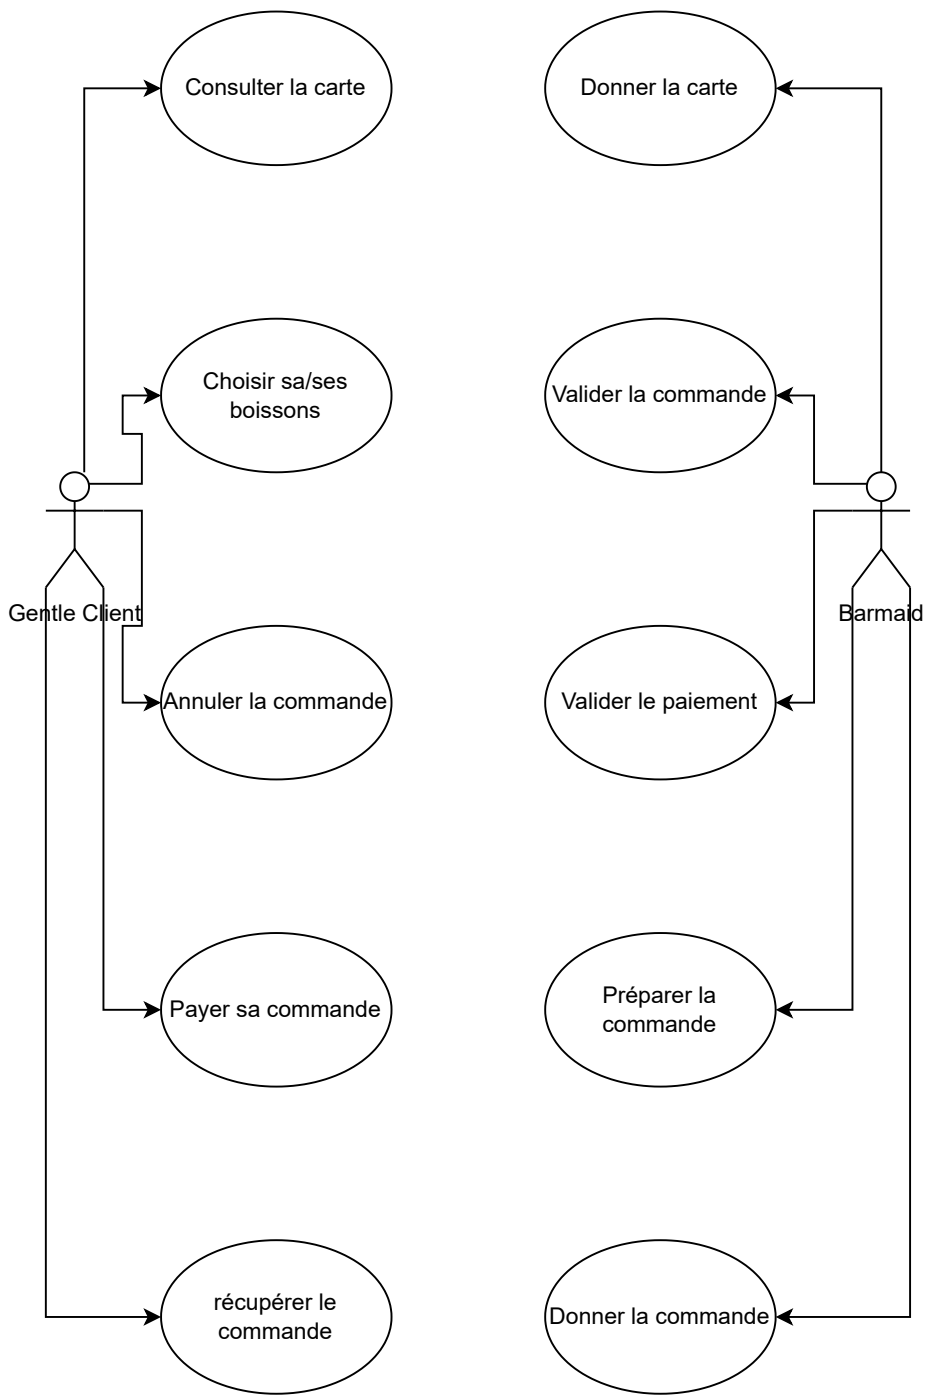 Consulter la carte
Donner la carte
Choisir sa/ses
boissons
Valider la commande
Gentle Client
Barmaid
Annuler la commande
Valider le paiement
Payer sa commande
Préparer la
commande
récupérer le
commande
Donner la commande